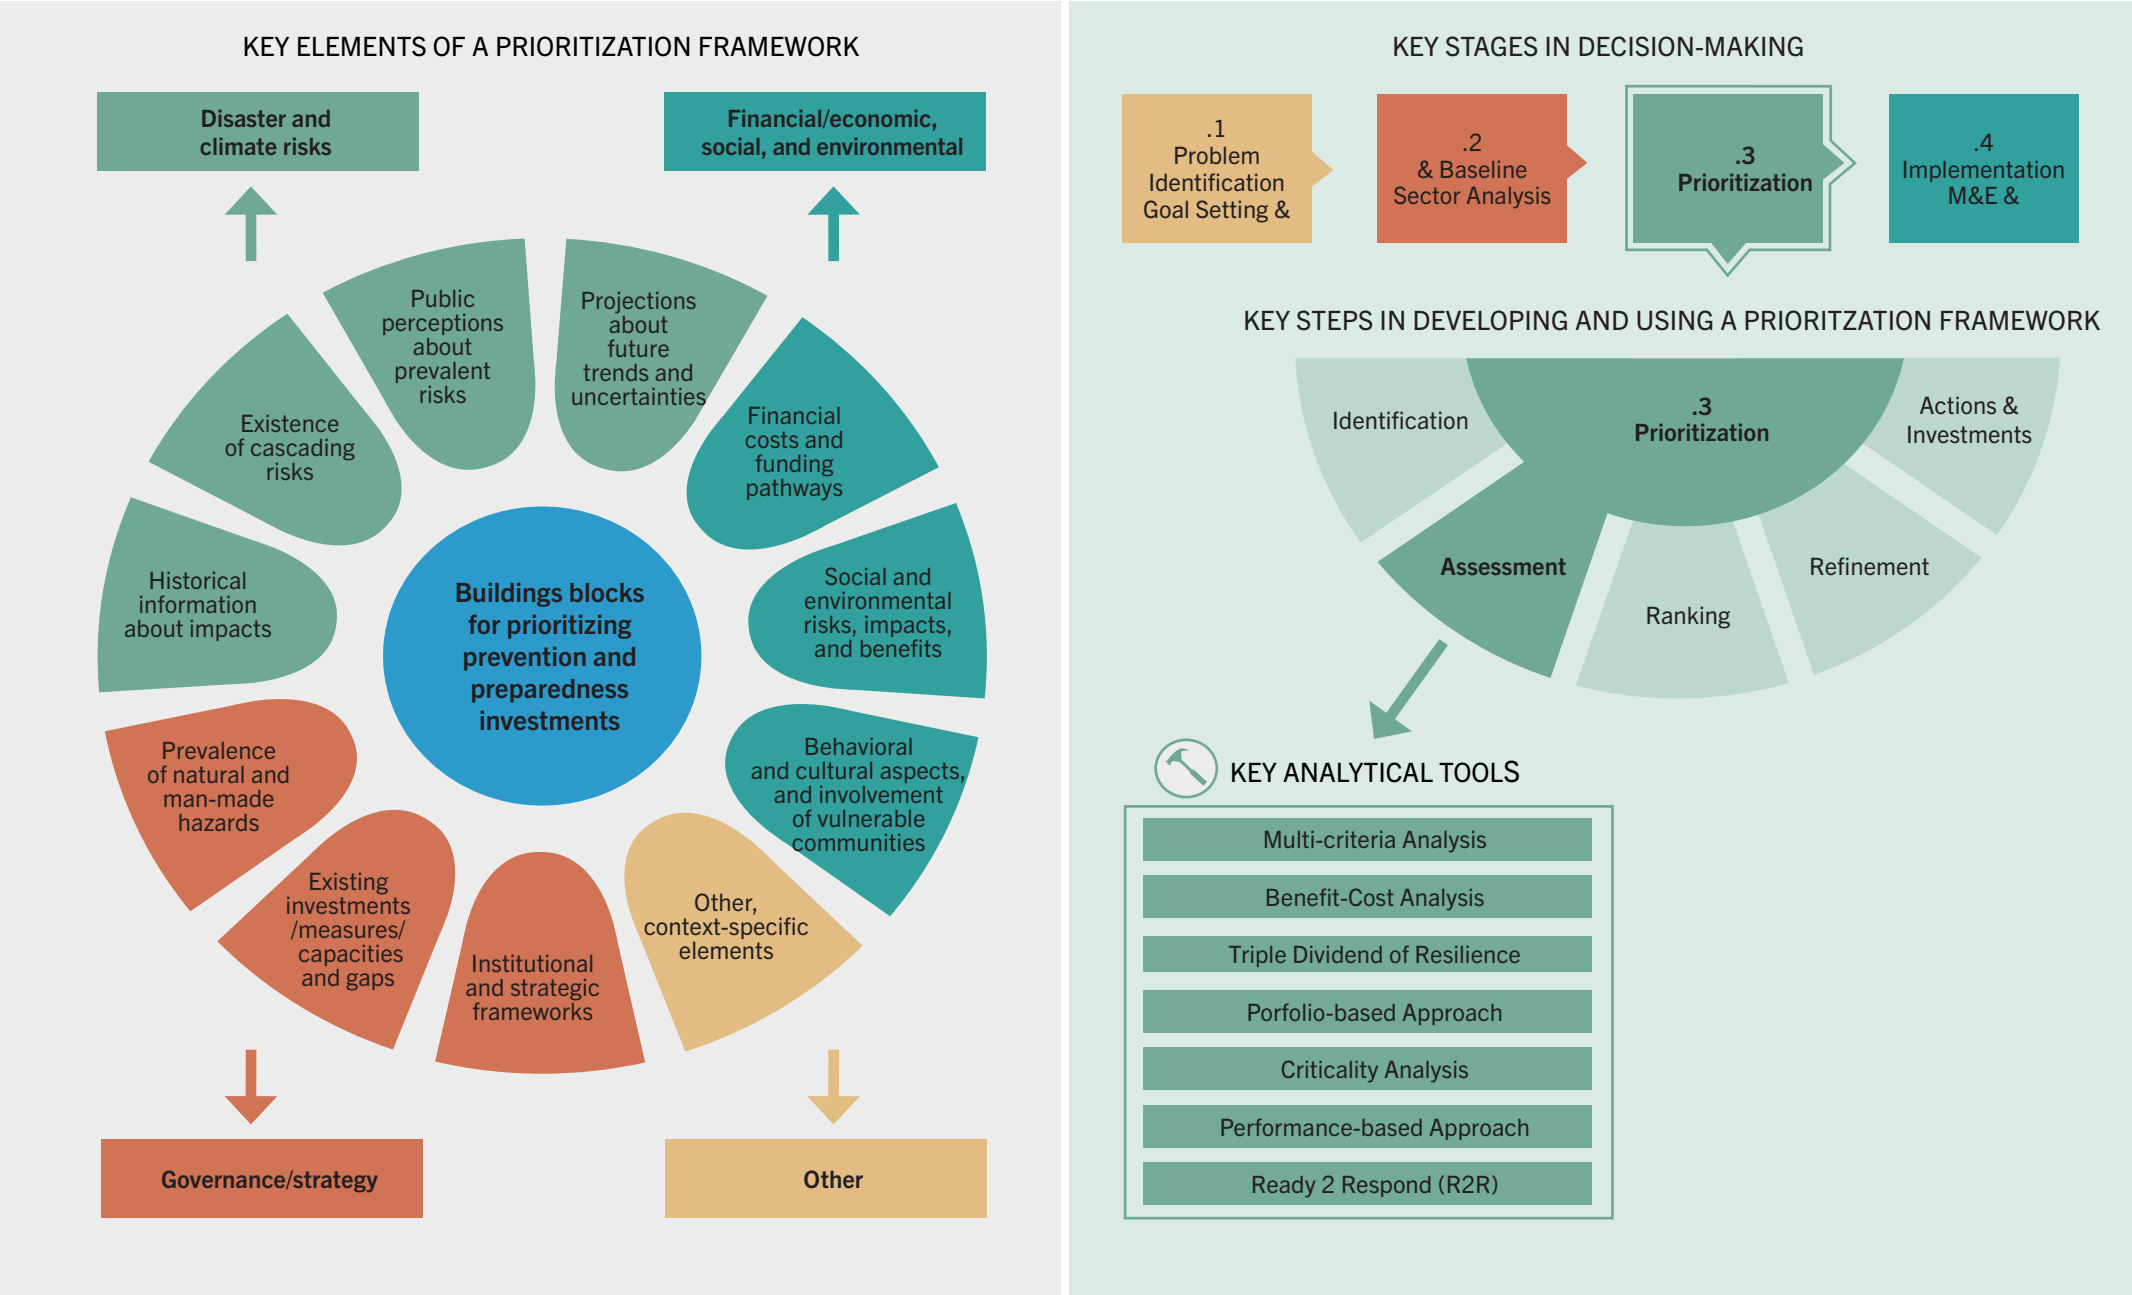 KEY ELEMENTS OF A PRIORITIZATION FRAMEWORK
Disaster and
climate risks
Financial/economic,
social, and environmental
Public
perceptions
about
prevalent
risks
Projections
about
future
trends and
uncertainties
Existence
of cascading
risks
Financial
costs and
funding
pathways
Historical
information
about impacts
Social and
environmental
risks, impacts,
and benefits
Buildings blocks
for prioritizing
prevention and
preparedness
investments
Prevalence
of natural and
man-made
hazards
Behavioral
and cultural aspects,
and involvement
of vulnerable
communities
Existing
investments
/measures/
capacities
and gaps
Institutional
and strategic
frameworks
Other,
context-specific
elements
Governance/strategy
Other
KEY STAGES IN DECISION-MAKING
.1
Problem
Identification
Goal Setting &
.2
& Baseline
Sector Analysis
.3
Prioritization
.4
Implementation
M&E &
KEY STEPS IN DEVELOPING AND USING A PRIORITZATION FRAMEWORK
Identification
.3
Prioritization
Actions &
Investments
Assessment
Ranking
Refinement
KEY ANALYTICAL TOOLS
Multi-criteria Analysis
Benefit-Cost Analysis
Triple Dividend of Resilience
Porfolio-based Approach
Criticality Analysis
Performance-based Approach
Ready 2 Respond (R2R)